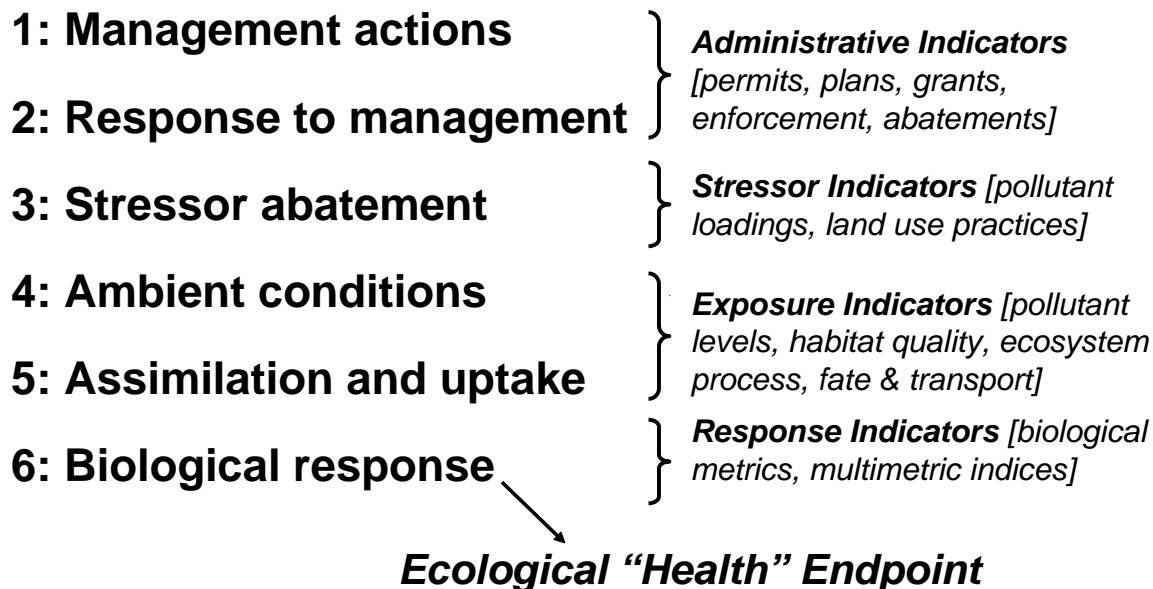 1: Management actions
2: Response to management
Administrative Indicators
[permits, plans, grants,
enforcement, abatements]
3: Stressor abatement
Stressor Indicators [pollutant
loadings, land use practices]
4: Ambient conditions
5: Assimilation and uptake
Exposure Indicators [pollutant
levels, habitat quality, ecosystem
process, fate & transport]
6: Biological response
Response Indicators [biological
metrics, multimetric indices]
Ecological “Health” Endpoint